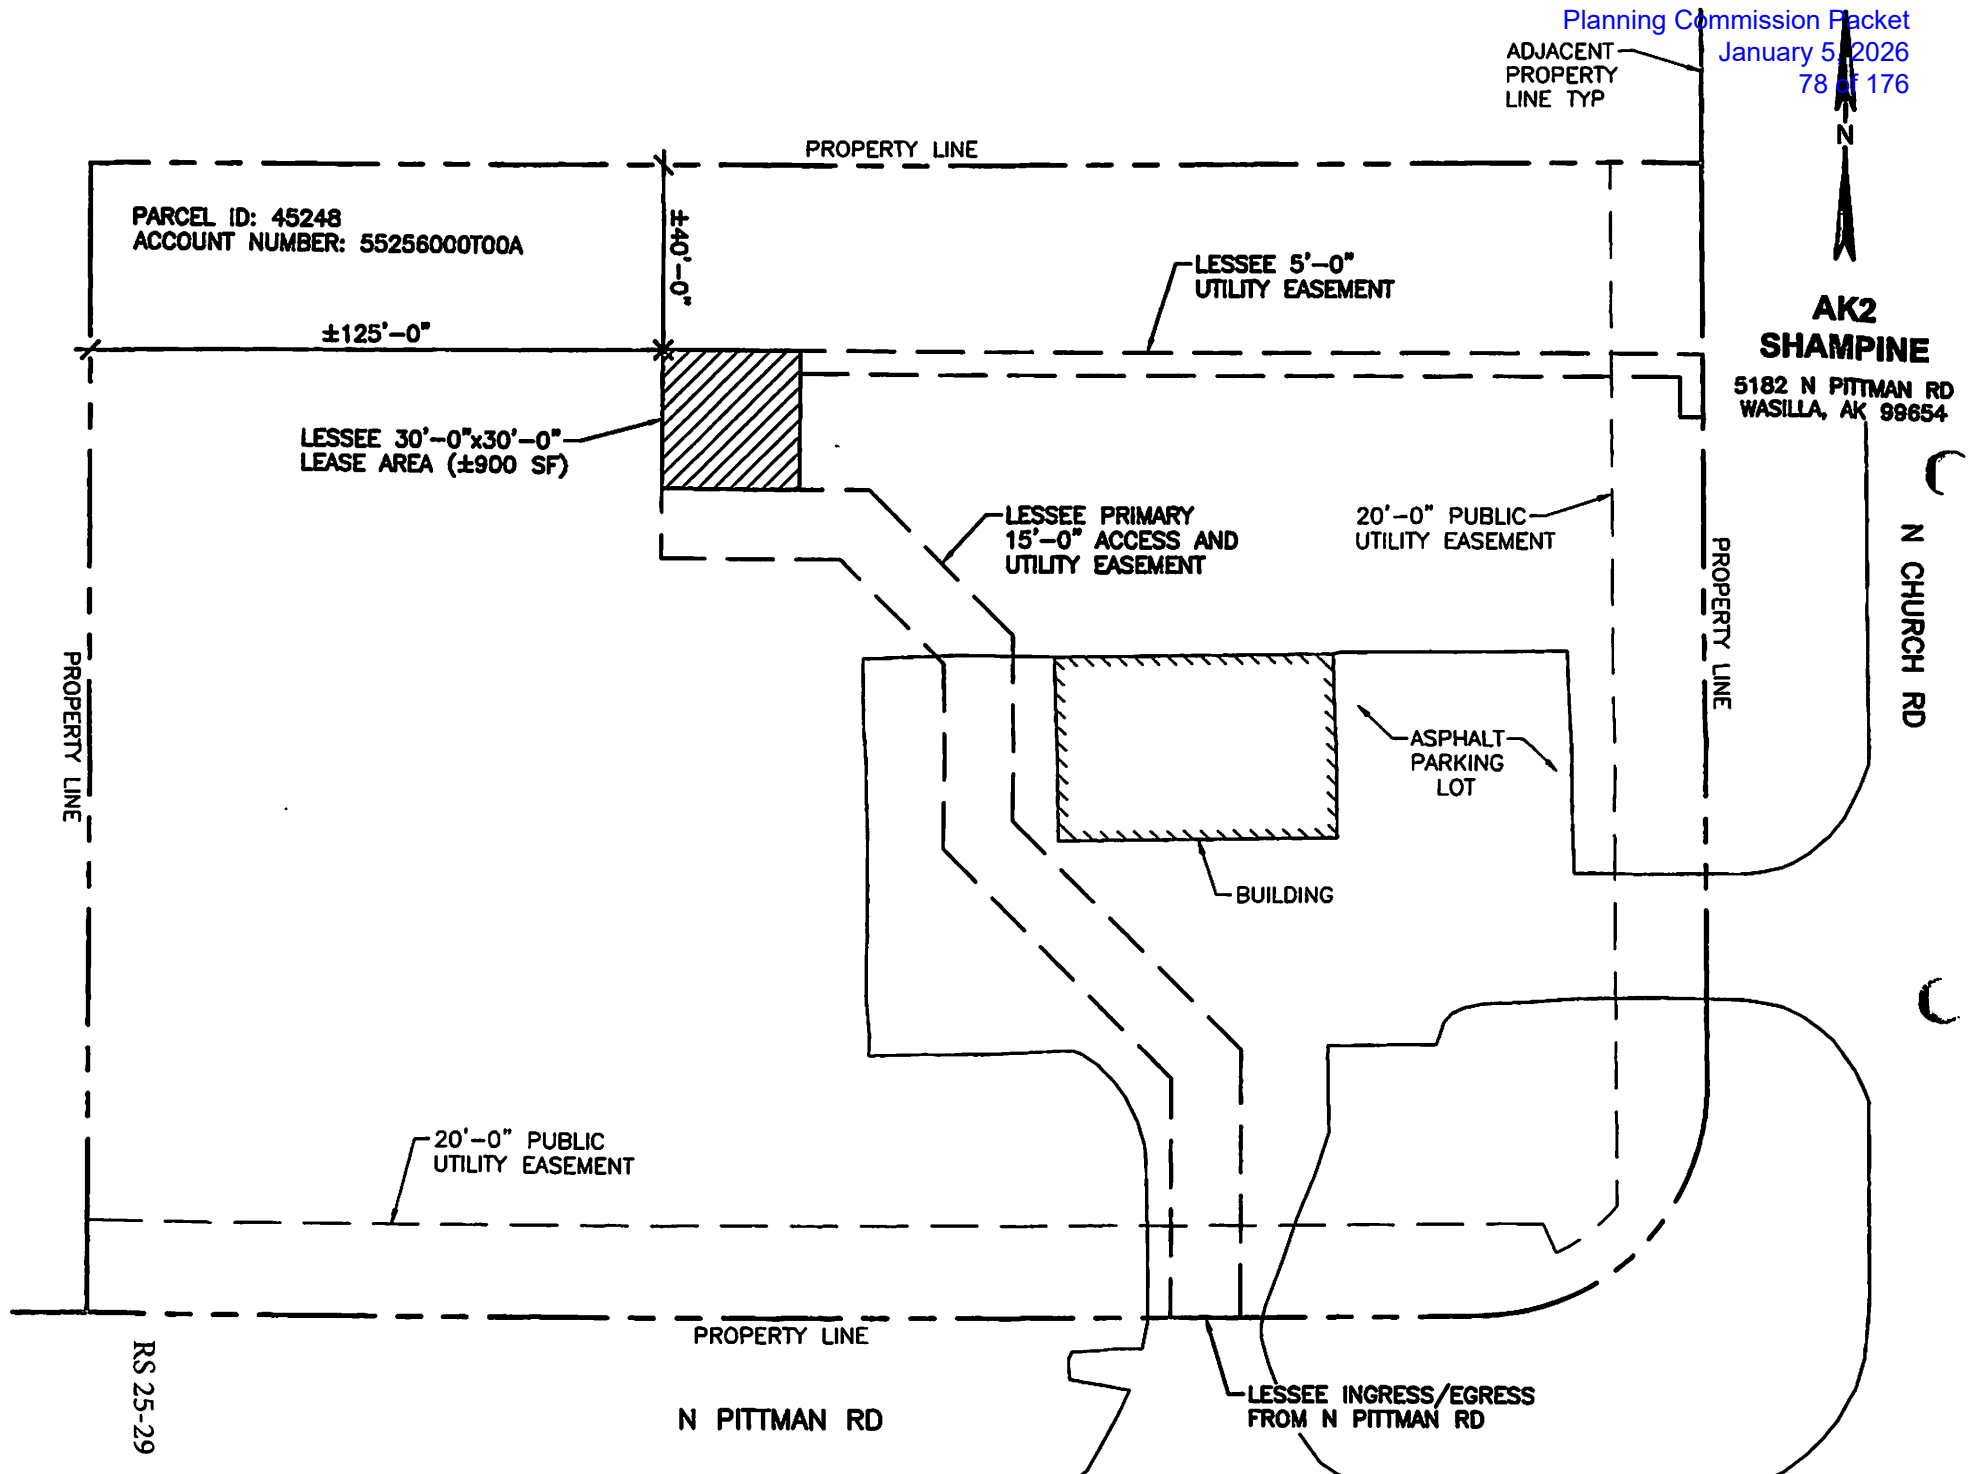 Planning Commission Packet
January 5, 2026
78 of 176
ADJACENT
PROPERTY
LINE TYP
N
PROPERTY LINE
PARCEL ID: 45248
ACCOUNT NUMBER: 55256000T00A
±40'-0"
LESSEE 5'-0"
UTILITY EASEMENT
AK2
SHAMPINE
5182 N PITTMAN RD
WASILLA, AK 99654
±125'-0"
LESSEE 30'-0"x30'-0"
LEASE AREA (±900 SF)
LESSEE PRIMARY
15'-0" ACCESS AND
UTILITY EASEMENT
20'-0" PUBLIC
UTILITY EASEMENT
PROPERTY LINE
N CHURCH RD
PROPERTY LINE
ASPHALT
PARKING
LOT
BUILDING
20'-0" PUBLIC
UTILITY EASEMENT
PROPERTY LINE
RS 25-29
N PITTMAN RD
LESSEE INGRESS/EGRESS
FROM N PITTMAN RD